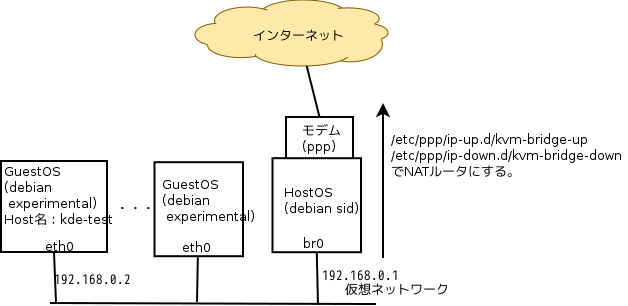 インターネット
モデム
(ppp)
/etc/ppp/ip-up.d/kvm-bridge-up
/etc/ppp/ip-down.d/kvm-bridge-down
でNATルータにする。
GuestOS
(debian
experimental)
Host名：kde-test
eth0
・・・
GuestOS
(debian
experimental)
eth0
HostOS
(debian sid)
br0
192.168.0.2
192.168.0.1
仮想ネットワーク